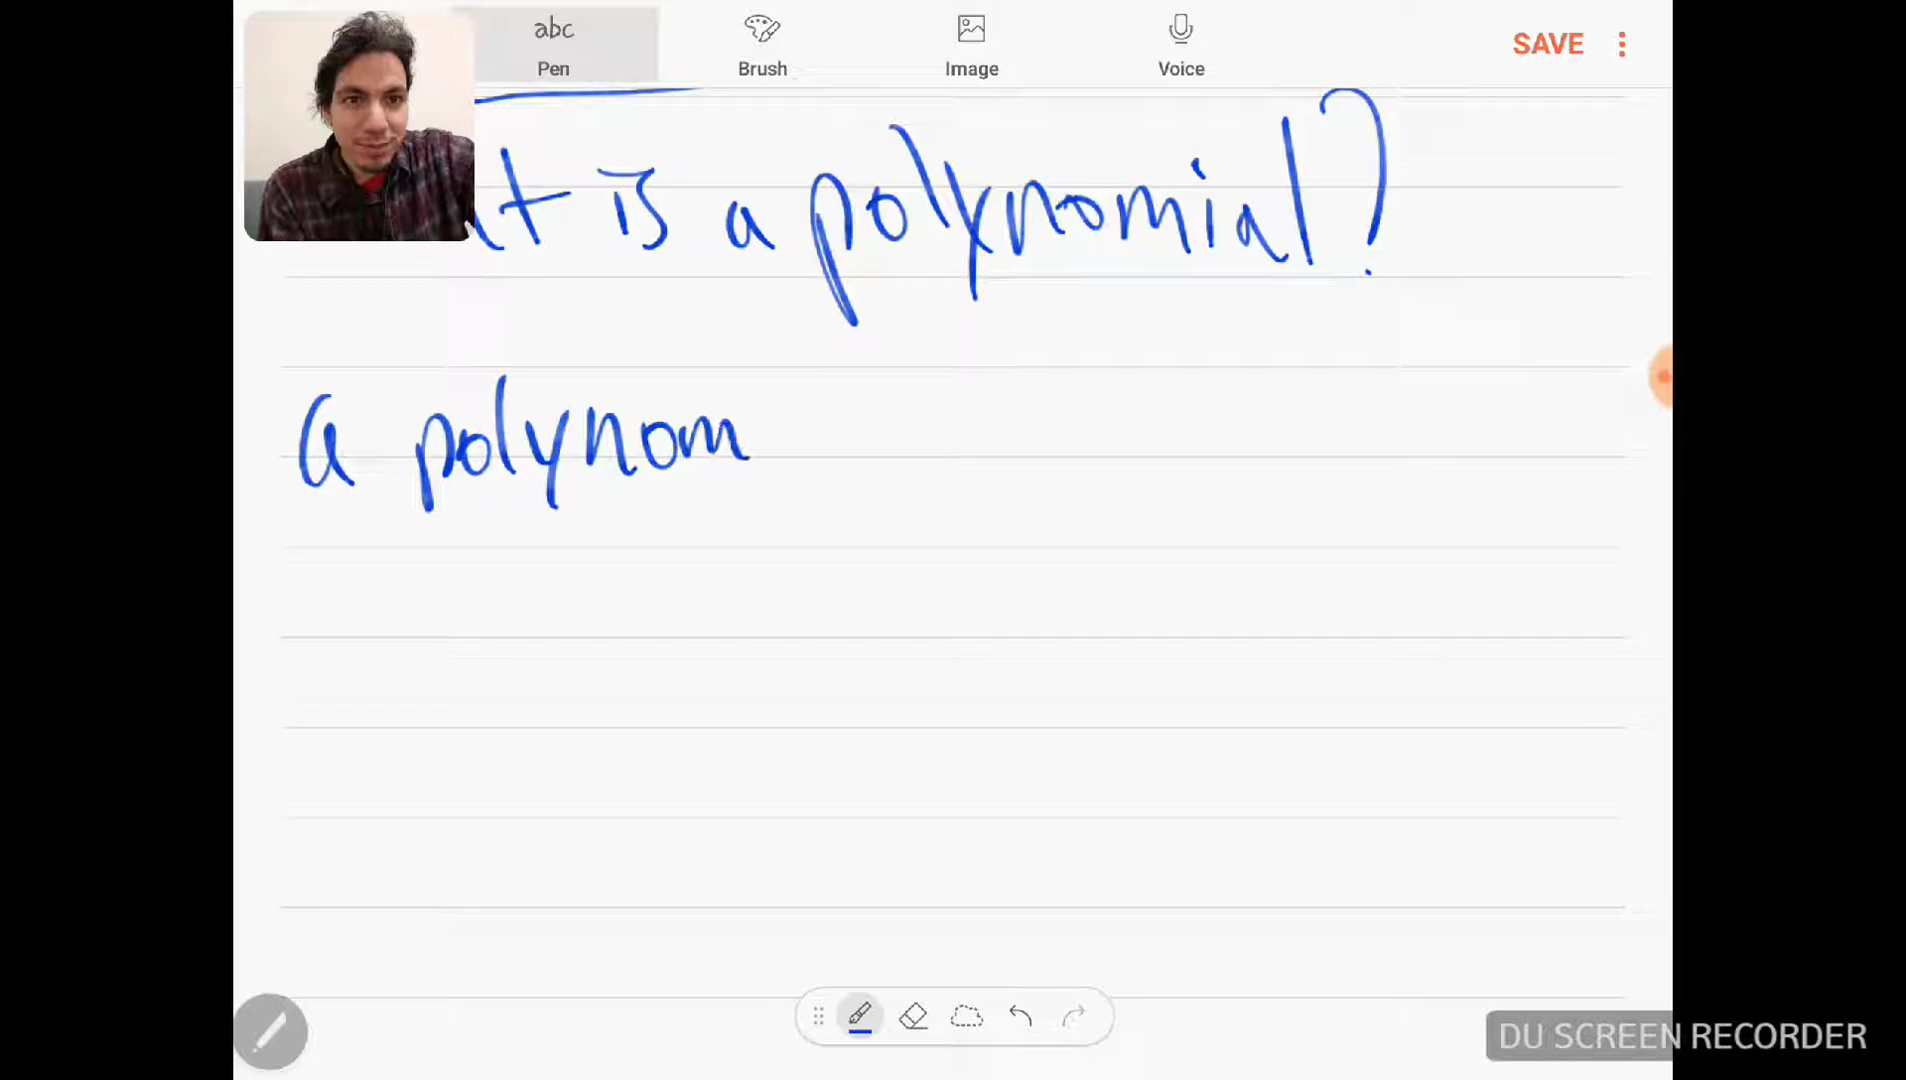 abc
Pen
Brush
Image
Voice
SAVE
t is a polynomial?
a polynom
DU SCREEN RECORDER